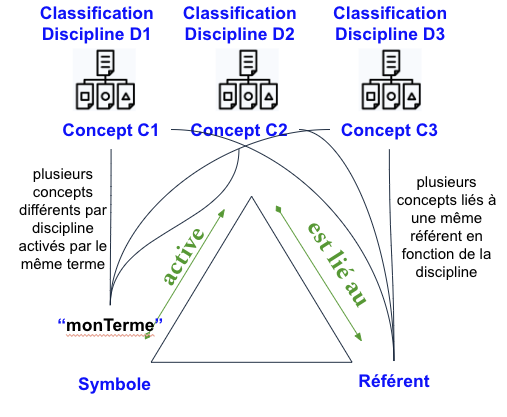 Classification
Discipline D1
Classification
Discipline D2
Classification
Discipline D3
Concept C1
Concept C2
Concept C3
plusieurs
concepts
différents par
discipline
activés par le
même terme
plusieurs
concepts liés à
une même
référent en
fonction de la
discipline
active
est lié au
“monTerme”
Symbole
Référent